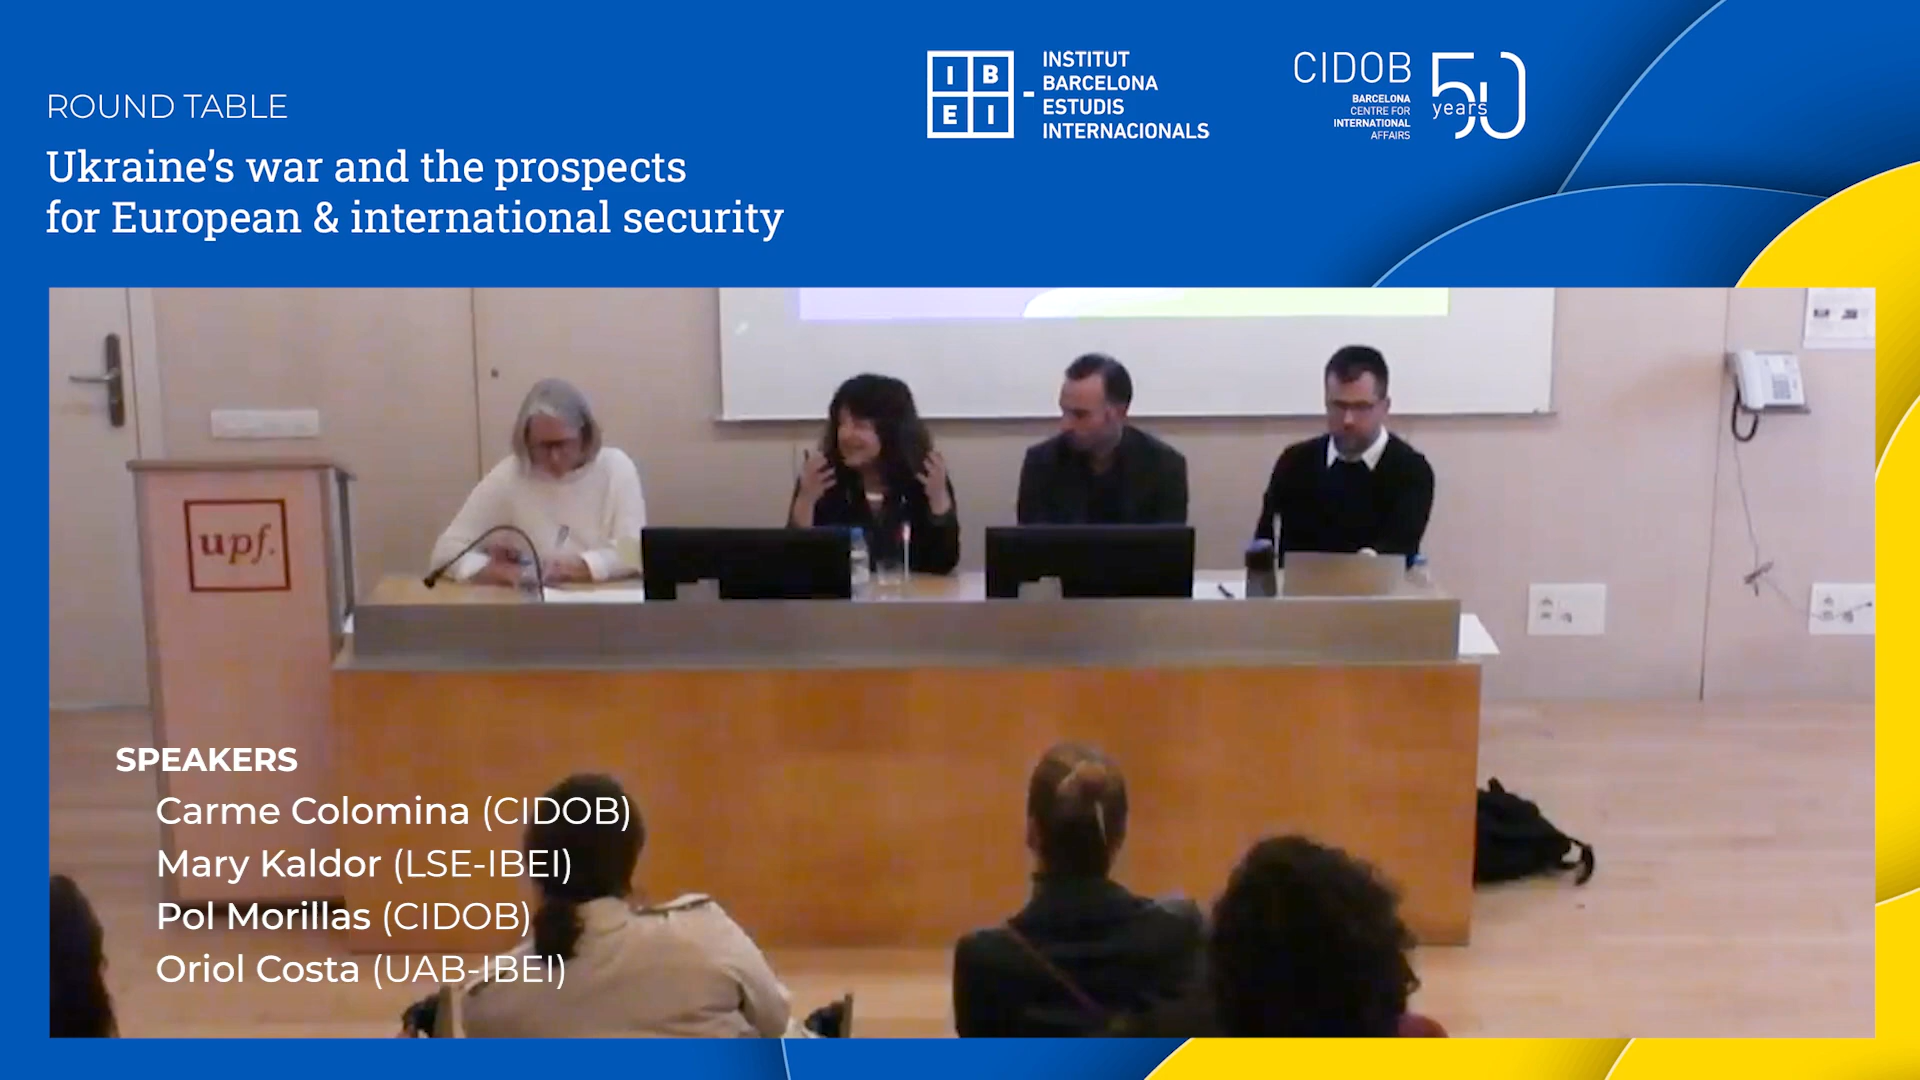 ROUND TABLE
Ukraine’s war and the prospects
for European & international security
I B
E I
-
INSTITUT
BARCELONA
ESTUDIS
INTERNACIONALS
CIDOB
BARCELONA
CENTRE FOR
INTERNATIONAL
AFFAIRS
50
years
upf.
SPEAKERS
Carme Colomina (CIDOB)
Mary Kaldor (LSE-IBEI)
Pol Morillas (CIDOB)
Oriol Costa (UAB-IBEI)